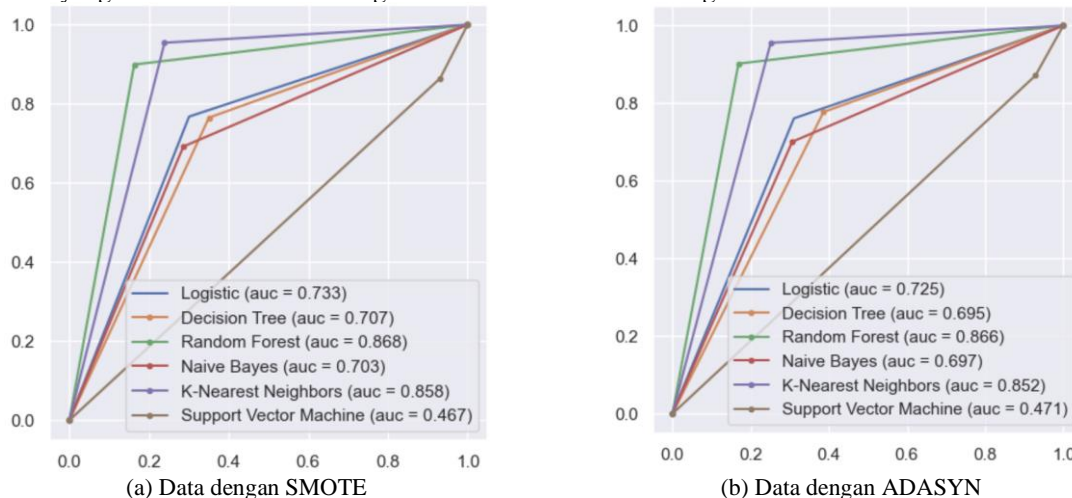 1.0
0.8
0.6
0.4
0.2
0.0
0.0 0.2 0.4 0.6 0.8 1.0
Logistic (auc = 0.733)
Decision Tree (auc = 0.707)
Random Forest (auc = 0.868)
Naive Bayes (auc = 0.703)
K-Nearest Neighbors (auc = 0.858)
Support Vector Machine (auc = 0.467)
(a) Data dengan SMOTE
1.0
0.8
0.6
0.4
0.2
0.0
0.0 0.2 0.4 0.6 0.8 1.0
Logistic (auc = 0.725)
Decision Tree (auc = 0.695)
Random Forest (auc = 0.866)
Naive Bayes (auc = 0.697)
K-Nearest Neighbors (auc = 0.852)
Support Vector Machine (auc = 0.471)
(b) Data dengan ADASYN